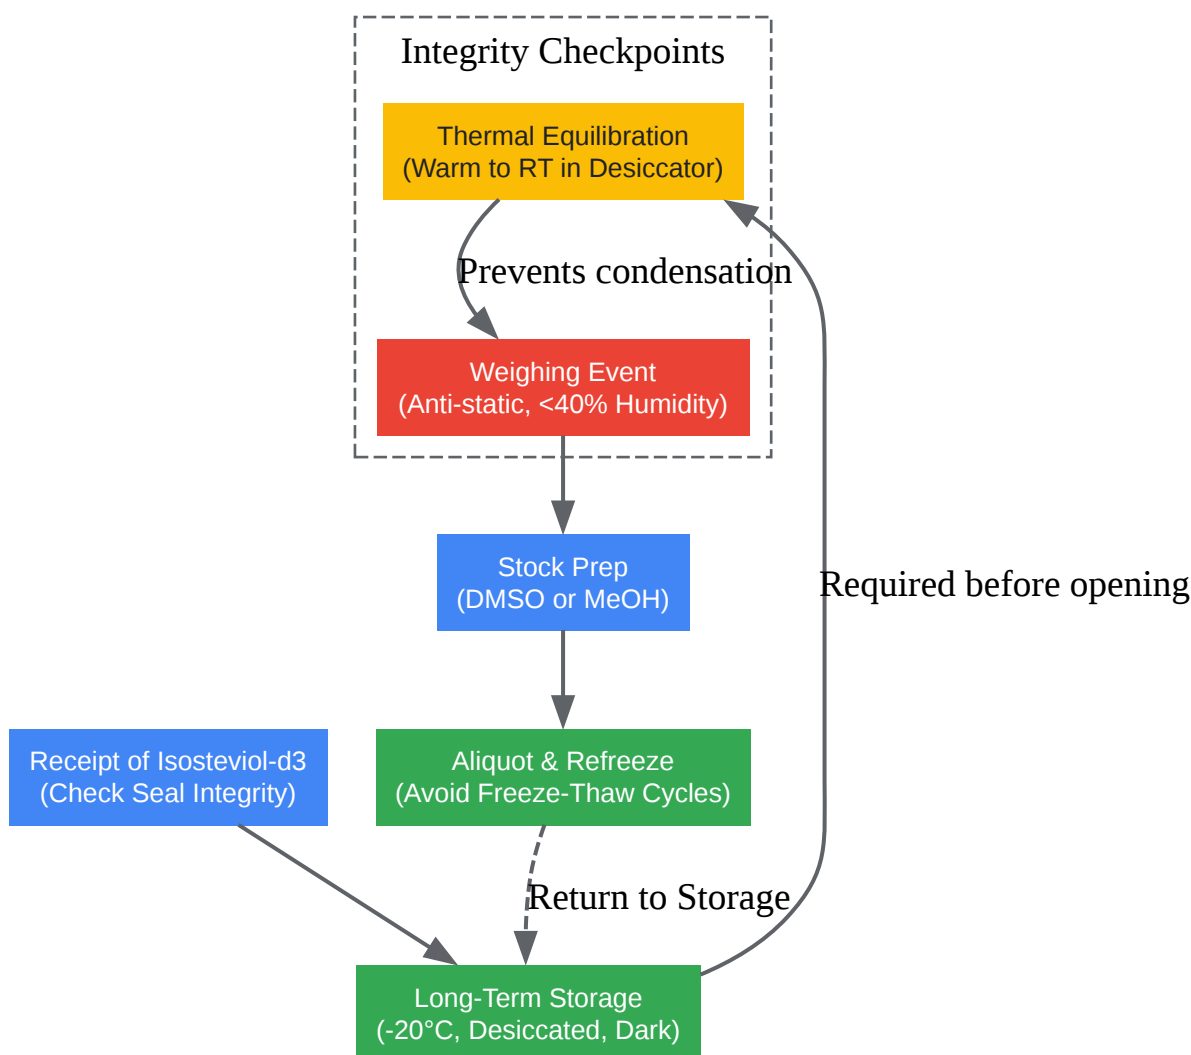 Integrity Checkpoints
Thermal Equilibration
(Warm to RT in Desiccator)
Prevents condensation
Weighing Event
(Anti-static, <40% Humidity)
Stock Prep
(DMSO or MeOH)
Required before opening
Receipt of Isosteviol-d3
(Check Seal Integrity)
Aliquot & Refreeze
(Avoid Freeze-Thaw Cycles)
Return to Storage
Long-Term Storage
(-20°C, Desiccated, Dark)